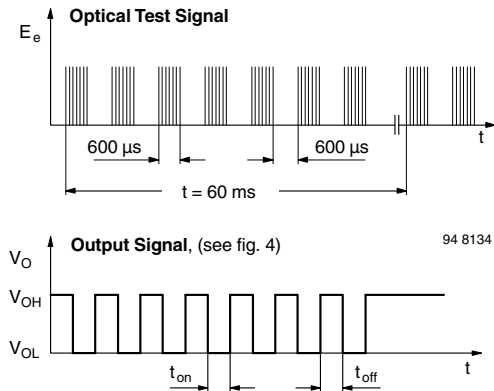 Optical Test Signal
E e
t
600 µs
600 µs
t = 60 ms
Output Signal, (see fig. 4)
94 8134
V O
V OH
V OL
t on
t off
t